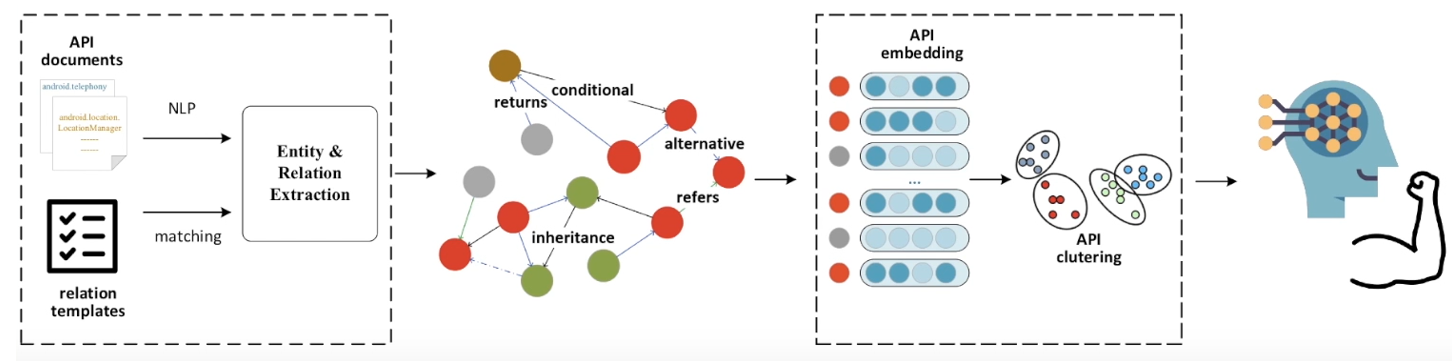 API
documents
android.telephony
android.location.
LocationManager
------
------
NLP
matching
relation
templates
Entity &
Relation
Extraction
returns
conditional
alternative
refers
inheritance
API
embedding
...
API
clutering